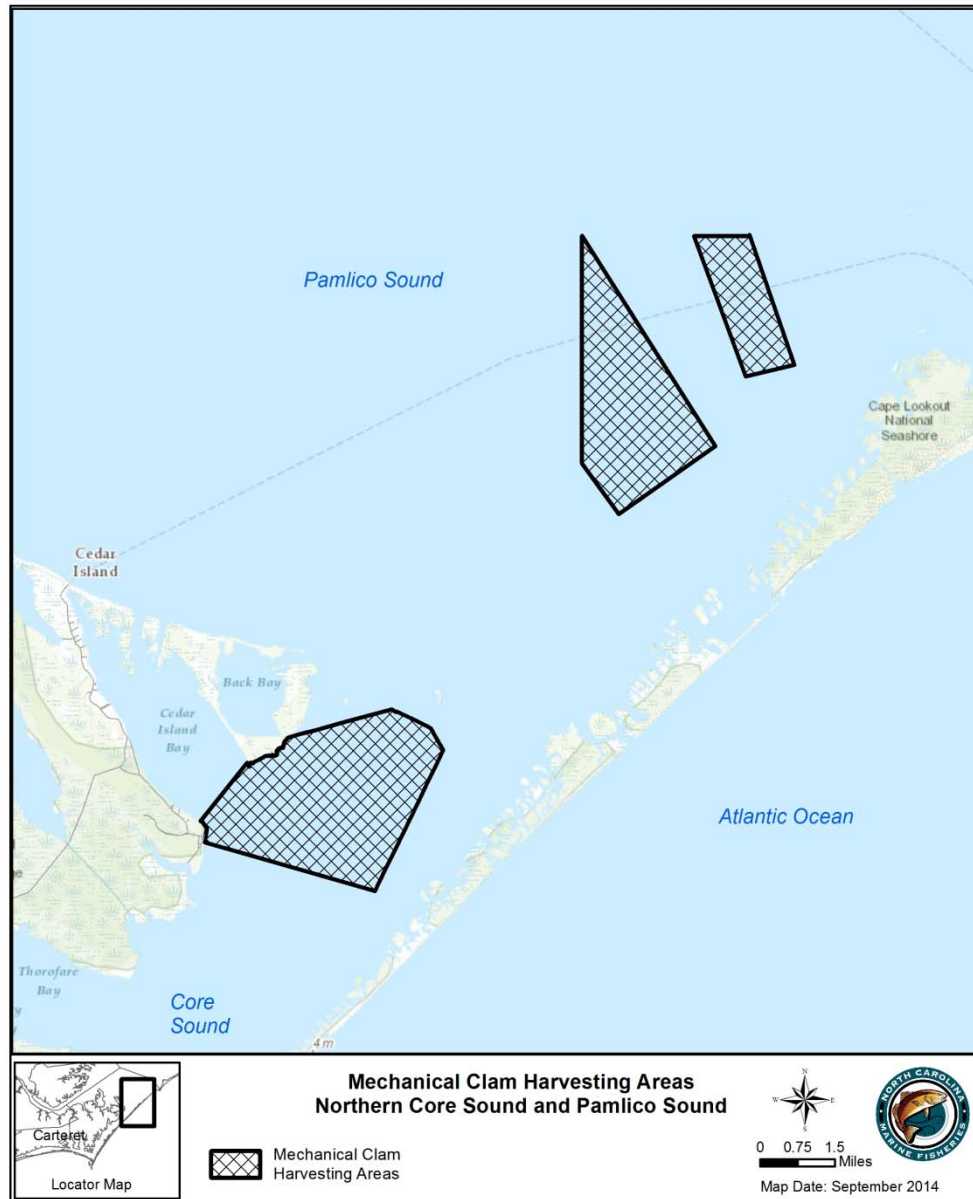 Pamlico Sound
Cape Lookout
National
Seashore
Cedar
Island
Back Bay
Cedar
Island
Bay
Atlantic Ocean
Thorofare
Bay
Core
Sound
4 m
Mechanical Clam Harvesting Areas
Northern Core Sound and Pamlico Sound
N
W
E
S
NORTH CAROLINA
MARINE FISHERIES
Carteret
Locator Map
Mechanical Clam
Harvesting Areas
0 0.75 1.5
Miles
Map Date: September 2014